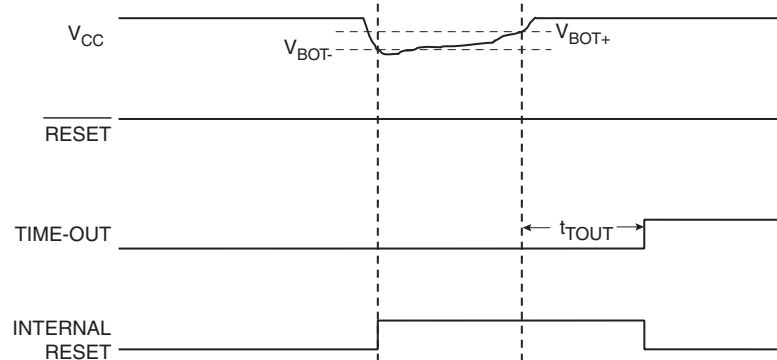 V_CC
V_BOT-
V_BOT+
RESET
TIME-OUT
t_TOUT
INTERNAL
RESET